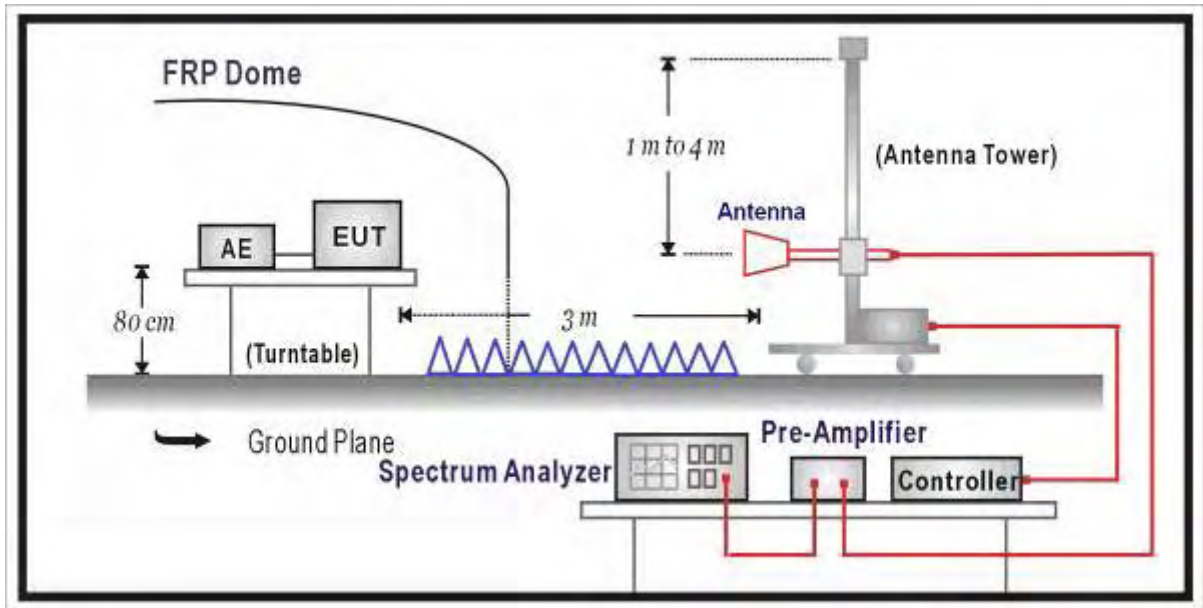 FRP Dome
1 m to 4 m
(Antenna Tower)
Antenna
AE
EUT
80 cm
3 m
(Turntable)
Ground Plane
Pre-Amplifier
Spectrum Analyzer
Controller